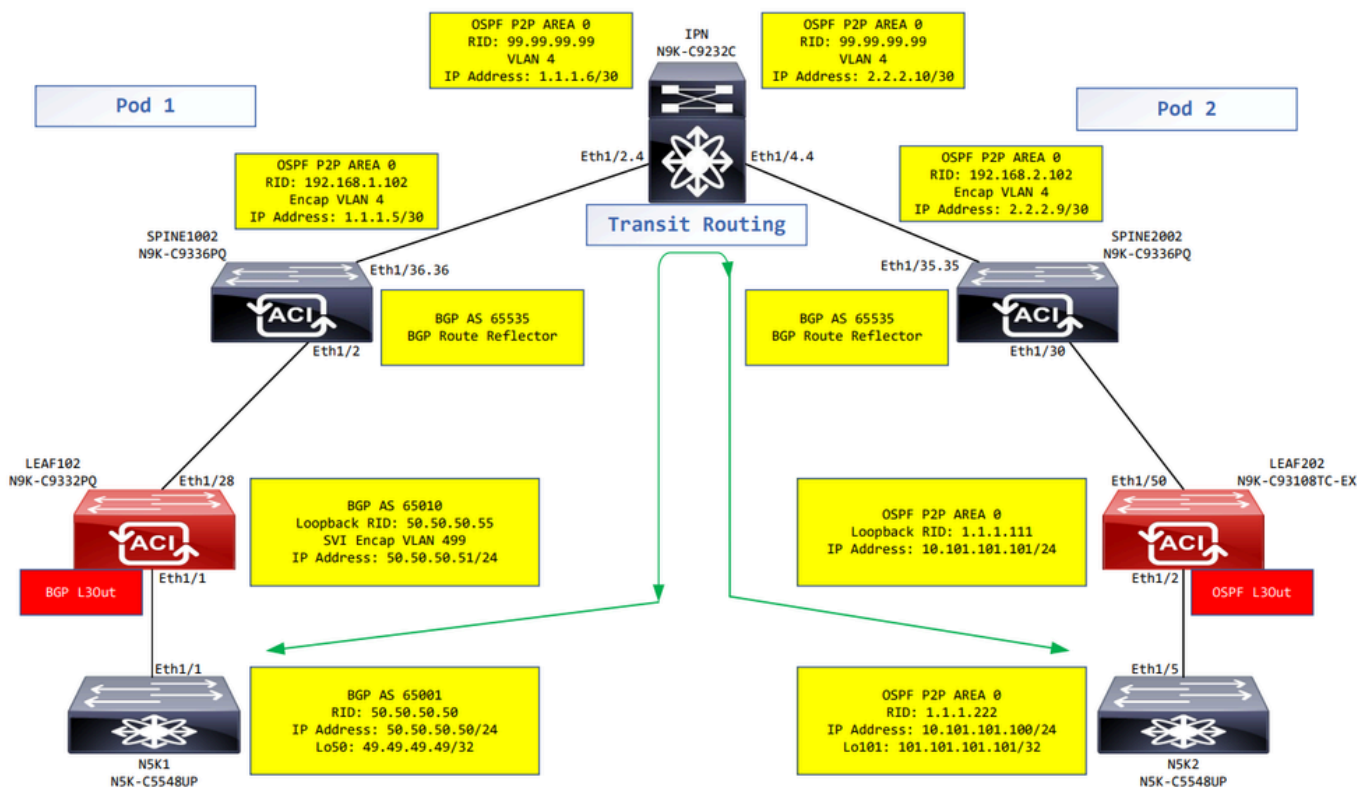 OSPF P2P AREA 0
RID: 99.99.99.99
VLAN 4
IP Address: 1.1.1.6/30
IPN
N9K-C9232C
OSPF P2P AREA 0
RID: 99.99.99.99
VLAN 4
IP Address: 2.2.2.10/30
Pod 1
Pod 2
Eth1/2.4
Eth1/4.4
OSPF P2P AREA 0
RID: 192.168.1.102
Encap VLAN 4
IP Address: 1.1.1.5/30
OSPF P2P AREA 0
RID: 192.168.2.102
Encap VLAN 4
IP Address: 2.2.2.9/30
Transit Routing
SPINE1002
N9K-C9336PQ
SPINE2002
N9K-C9336PQ
Eth1/36.36
Eth1/35.35
ACI
ACI
BGP AS 65535
BGP Route Reflector
BGP AS 65535
BGP Route Reflector
Eth1/2
Eth1/30
LEAF102
N9K-C9332PQ
Eth1/28
LEAF202
N9K-C93108TC-EX
Eth1/50
ACI
BGP AS 65010
Loopback RID: 50.50.50.55
SVI Encap VLAN 499
IP Address: 50.50.50.51/24
OSPF P2P AREA 0
Loopback RID: 1.1.1.111
IP Address: 10.101.101.101/24
ACI
BGP L3Out
Eth1/1
Eth1/2
OSPF L3Out
Eth1/1
Eth1/5
BGP AS 65001
RID: 50.50.50.50
IP Address: 50.50.50.50/24
Lo50: 49.49.49.49/32
OSPF P2P AREA 0
RID: 1.1.1.222
IP Address: 10.101.101.100/24
Lo101: 101.101.101.101/32
N5K1
N5K-C5548UP
N5K2
N5K-C5548UP